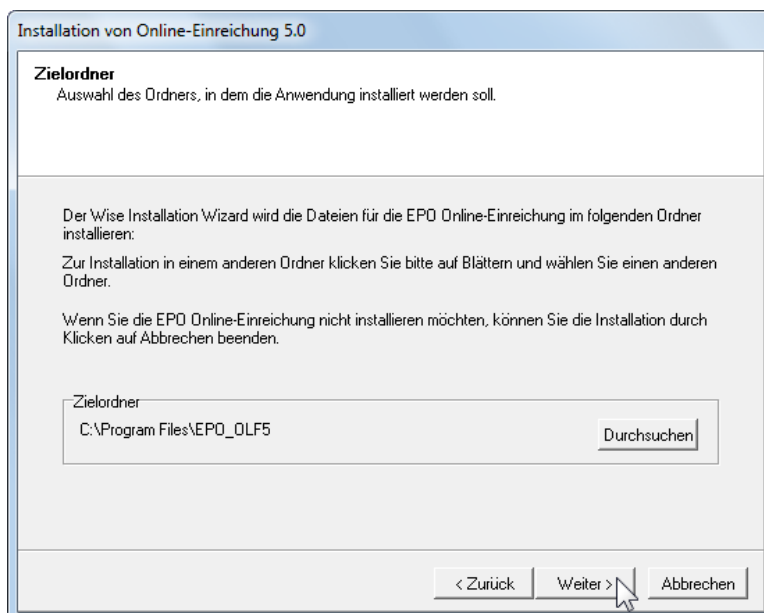 Installation von Online-Einreichung 5.0
Zielordner
Auswahl des Ordners, in dem die Anwendung installiert werden soll.
Der Wise Installation Wizard wird die Dateien für die EPO Online-Einreichung im folgenden Ordner
installieren:
Zur Installation in einem anderen Ordner klicken Sie bitte auf Blättern und wählen Sie einen anderen
Ordner.
Wenn Sie die EPO Online-Einreichung nicht installieren möchten, können Sie die Installation durch
Klicken auf Abbrechen beenden.
Zielordner
C:\Program Files\EPO_OLF5
Durchsuchen
< Zurück
Weiter >
Abbrechen